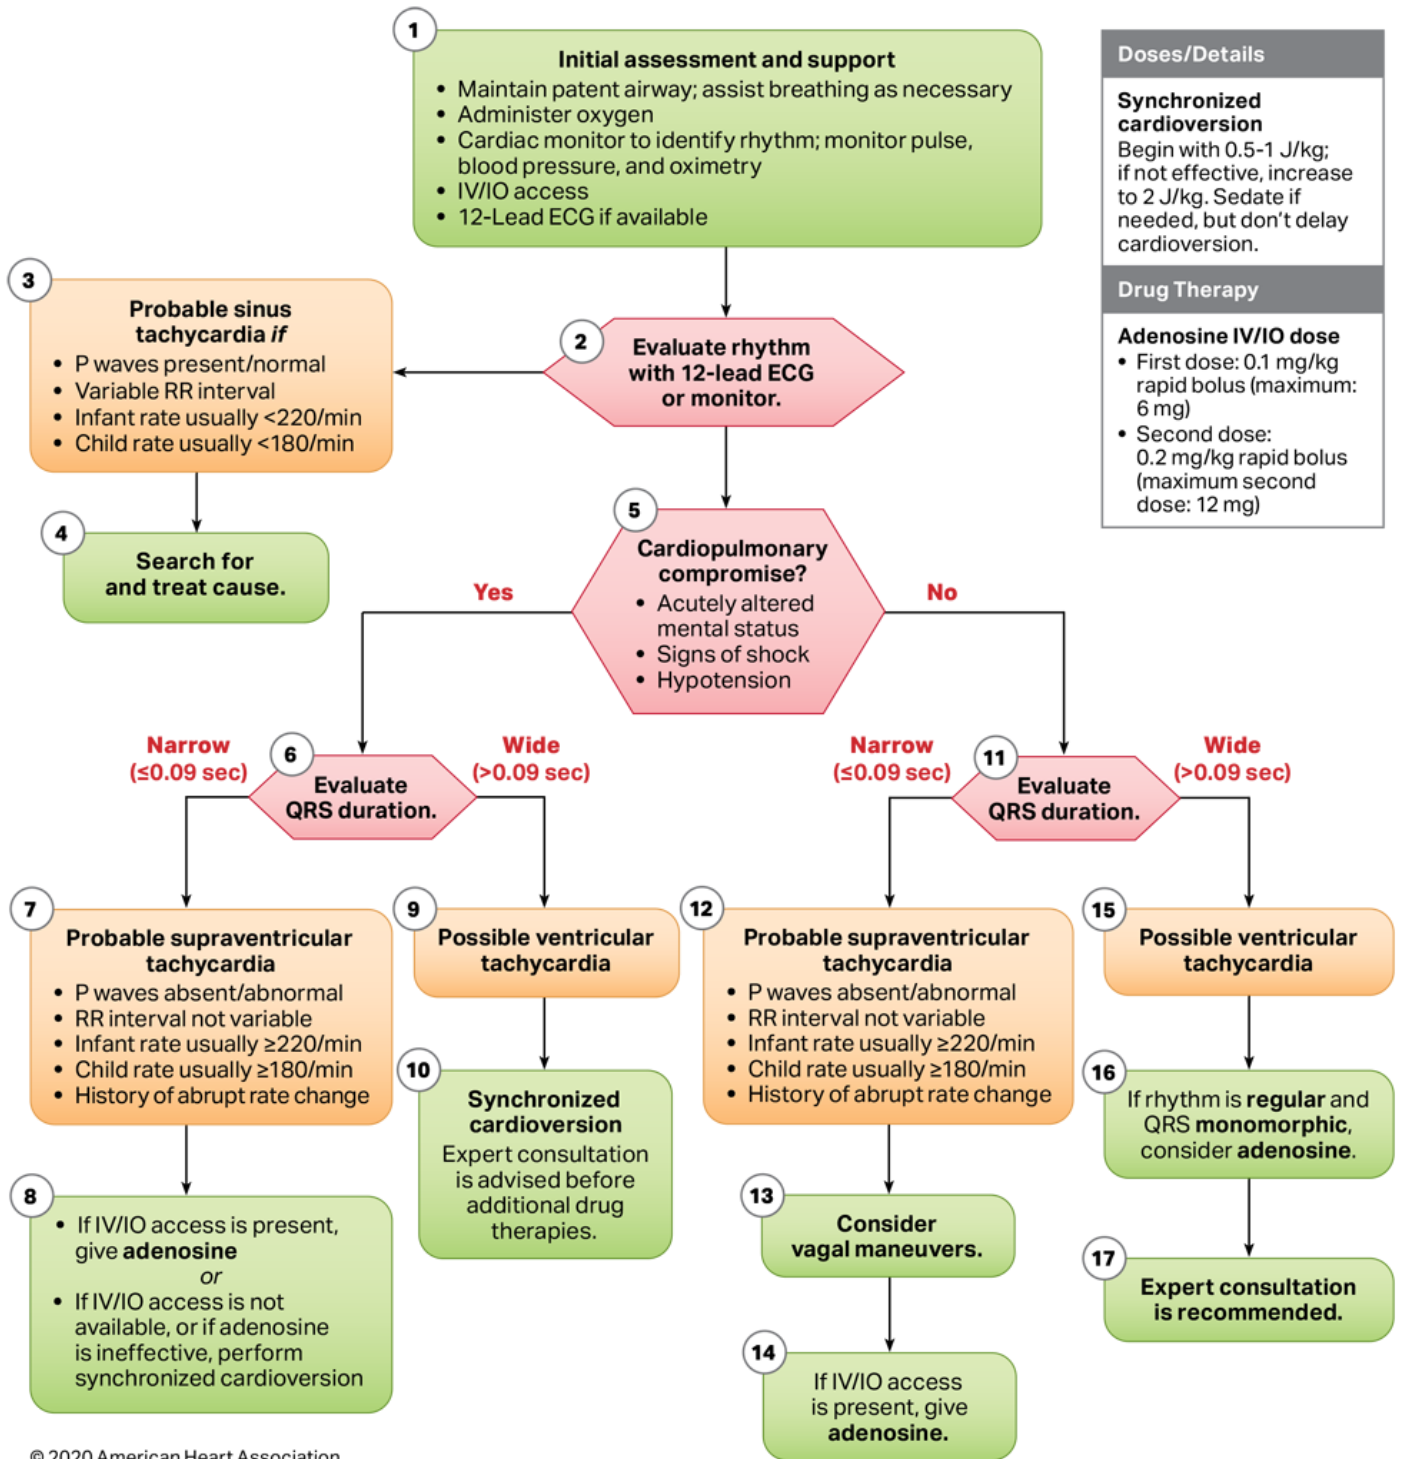 1
Initial assessment and support
• Maintain patent airway; assist breathing as necessary
• Administer oxygen
• Cardiac monitor to identify rhythm; monitor pulse,
blood pressure, and oximetry
• IV/IO access
• 12-Lead ECG if available
Doses/Details
Synchronized
cardioversion
Begin with 0.5-1 J/kg;
if not effective, increase
to 2 J/kg. Sedate if
needed, but don't delay
cardioversion.
Drug Therapy
Adenosine IV/IO dose
• First dose: 0.1 mg/kg
rapid bolus (maximum:
6 mg)
• Second dose:
0.2 mg/kg rapid bolus
(maximum second
dose: 12 mg)
2
Evaluate rhythm
with 12-lead ECG
or monitor.
3
Probable sinus
tachycardia if
• P waves present/normal
• Variable RR interval
• Infant rate usually <220/min
• Child rate usually <180/min
4
Search for
and treat cause.
5
Cardiopulmonary
compromise?
• Acutely altered
mental status
• Signs of shock
• Hypotension
Yes
No
6
Evaluate
QRS duration.
Narrow
(≤0.09 sec)
Wide
(>0.09 sec)
11
Evaluate
QRS duration.
Narrow
(≤0.09 sec)
Wide
(>0.09 sec)
7
Probable supraventricular
tachycardia
• P waves absent/abnormal
• RR interval not variable
• Infant rate usually ≥220/min
• Child rate usually ≥180/min
• History of abrupt rate change
8
• If IV/IO access is present,
give adenosine
or
• If IV/IO access is not
available, or if adenosine
is ineffective, perform
synchronized cardioversion
9
Possible ventricular
tachycardia
10
Synchronized
cardioversion
Expert consultation
is advised before
additional drug
therapies.
12
Probable supraventricular
tachycardia
• P waves absent/abnormal
• RR interval not variable
• Infant rate usually ≥220/min
• Child rate usually ≥180/min
• History of abrupt rate change
13
Consider
vagal maneuvers.
14
If IV/IO access
is present, give
adenosine.
15
Possible ventricular
tachycardia
16
If rhythm is regular and
QRS monomorphic,
consider adenosine.
17
Expert consultation
is recommended.
© 2020 American Heart Association